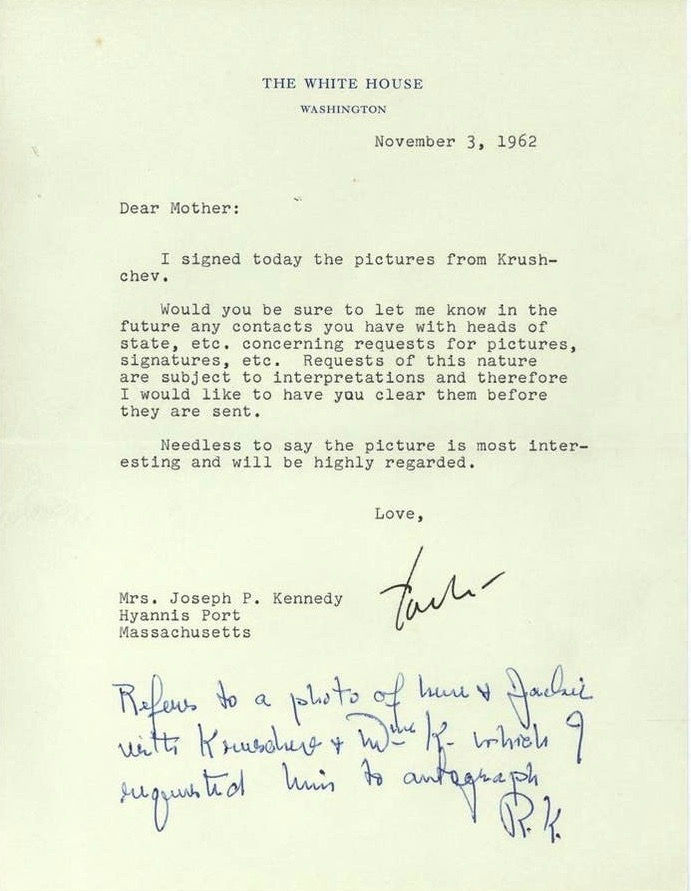 THE WHITE HOUSE
WASHINGTON
November 3, 1962
Dear Mother:
I signed today the pictures from Krush-
chev.
Would you be sure to let me know in the
future any contacts you have with heads of
state, etc. concerning requests for pictures,
signatures, etc. Requests of this nature
are subject to interpretations and therefore
I would like to have you clear them before
they are sent.
Needless to say the picture is most inter-
esting and will be highly regarded.
Love,
Jack
Mrs. Joseph P. Kennedy
Hyannis Port
Massachusetts
Refers to a photo of him & Jackie
with & Mme K- which I
requested him to autograph
R.K.